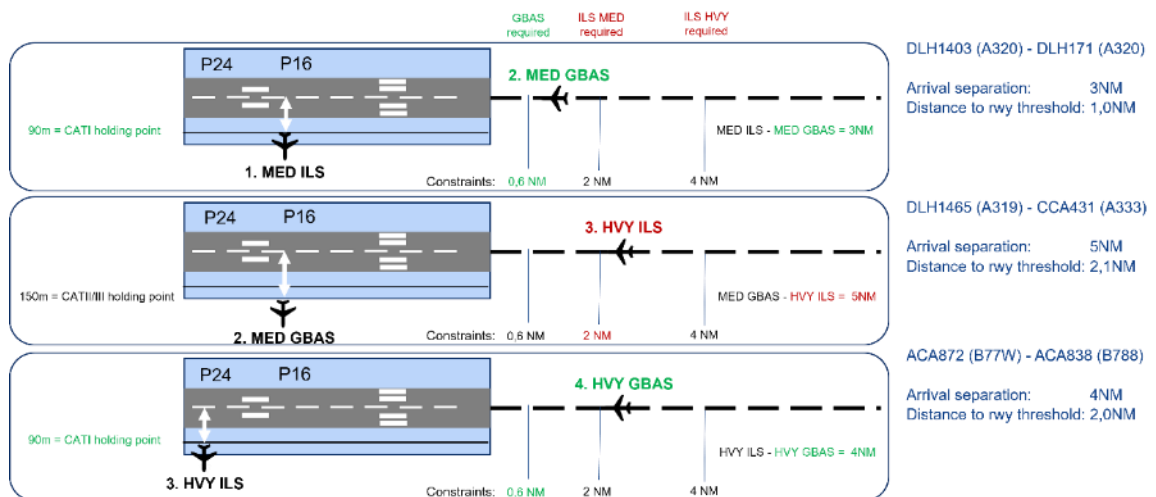 GBAS required
ILS MED required
ILS HVY required
P24 P16
2. MED GBAS
90m = CATI holding point
MED ILS - MED GBAS = 3NM
1. MED ILS
Constraints: 0,6 NM 2 NM 4 NM
DLH1403 (A320) - DLH171 (A320)
Arrival separation: 3NM
Distance to rwy threshold: 1,0NM
P24 P16
3. HVY ILS
150m = CATII/III holding point
MED GBAS - HVY ILS = 5NM
2. MED GBAS
Constraints: 0,6 NM 2 NM 4 NM
DLH1465 (A319) - CCA431 (A333)
Arrival separation: 5NM
Distance to rwy threshold: 2,1NM
P24 P16
4. HVY GBAS
90m = CATI holding point
HVY ILS - HVY GBAS = 4NM
3. HVY ILS
Constraints: 0,6 NM 2 NM 4 NM
ACA872 (B77W) - ACA838 (B788)
Arrival separation: 4NM
Distance to rwy threshold: 2,0NM